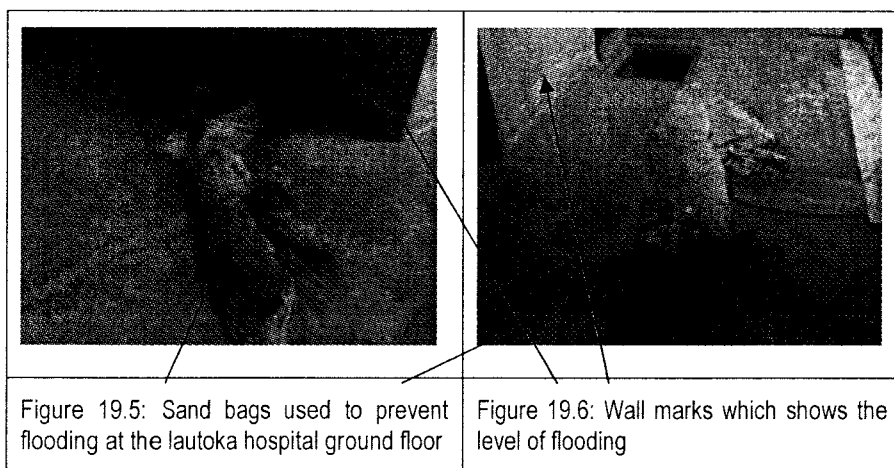 Figure 19.5: Sand bags used to prevent
flooding at the lautoka hospital ground floor
Figure 19.6: Wall marks which shows the
level of flooding